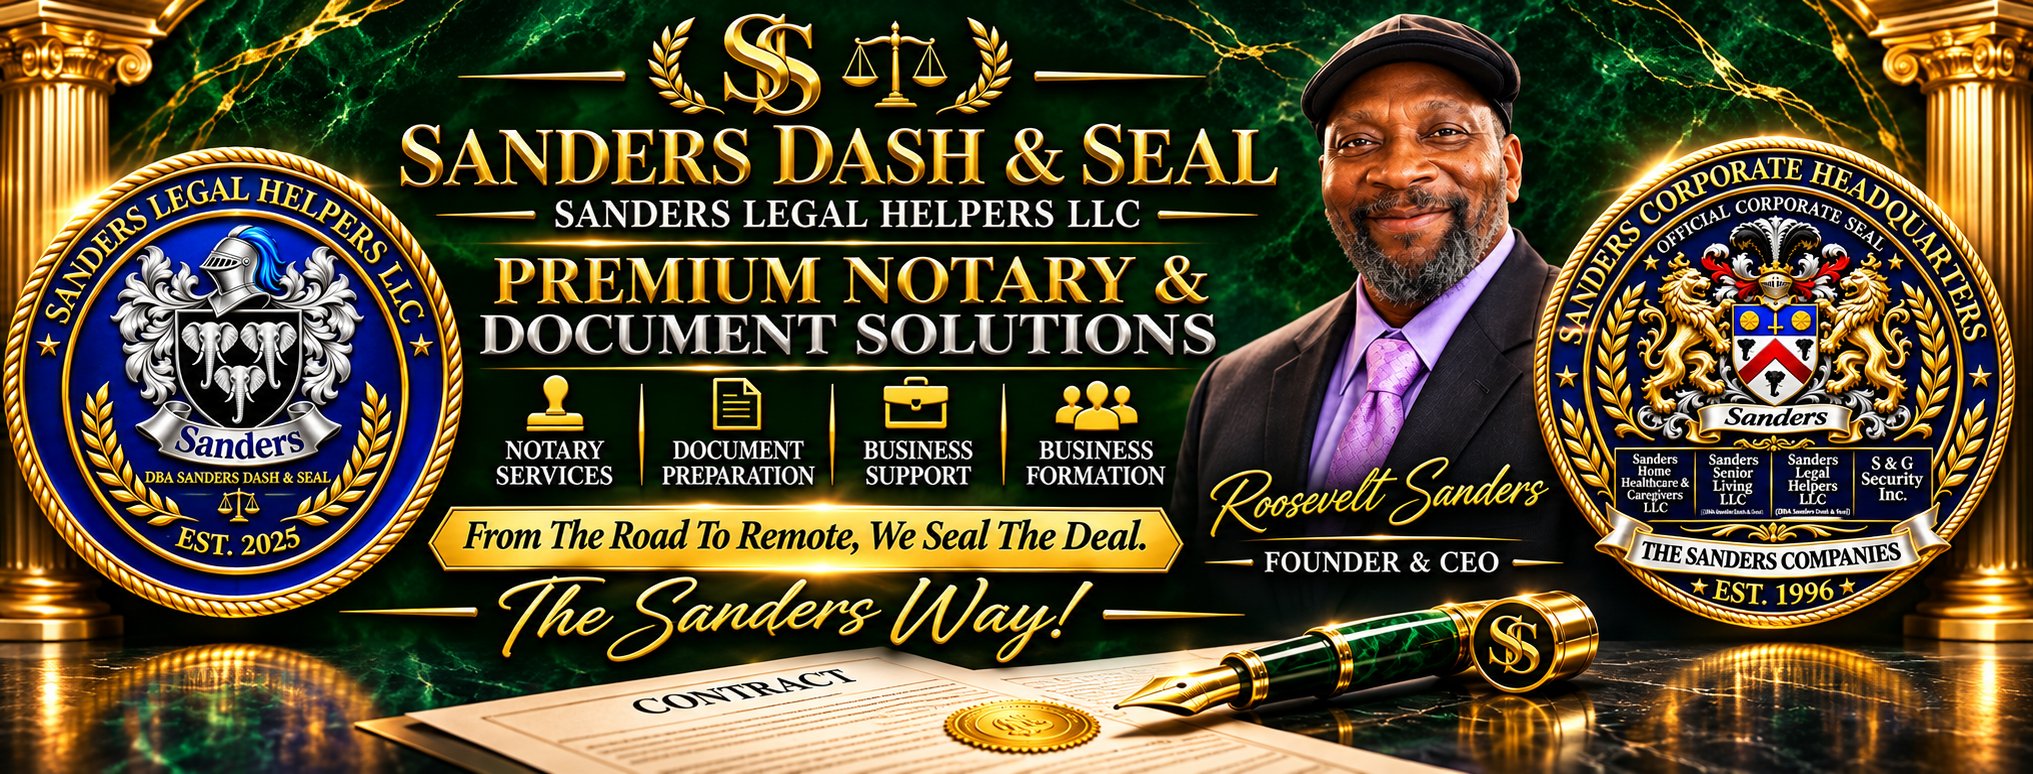 SS
SANDERS DASH & SEAL
SANDERS LEGAL HELPERS LLC
PREMIUM NOTARY &
DOCUMENT SOLUTIONS
NOTARY
SERVICES
DOCUMENT
PREPARATION
BUSINESS
SUPPORT
BUSINESS
FORMATION
From The Road To Remote, We Seal The Deal.
The Sanders Way!
SANDERS LEGAL HELPERS LLC
Sanders
DBA SANDERS DASH & SEAL
EST. 2025
Roosevelt Sanders
FOUNDER & CEO
SANDERS CORPORATE HEADQUARTERS
OFFICIAL CORPORATE SEAL
Sanders
Sanders
Home
Healthcare &
Caregivers
LLC
Sanders
Senior
Living
LLC
Sanders
Legal
Helpers
LLC
(DBA Sanders Dash & Seal)
S & G
Security
Inc.
THE SANDERS COMPANIES
EST. 1996
CONTRACT
SS